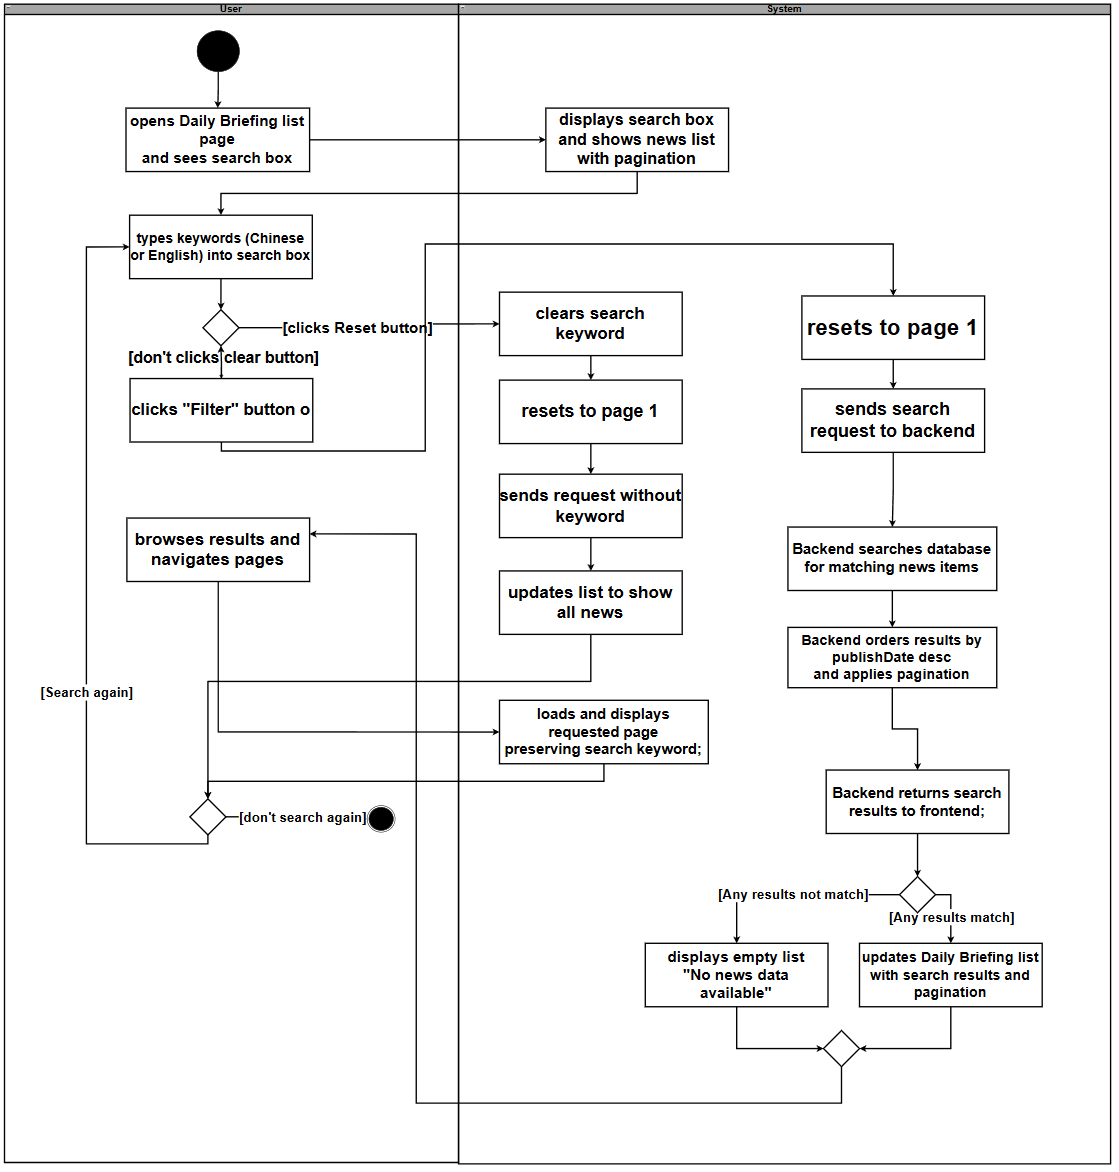 User
System
opens Daily Briefing list
page
and sees search box
displays search box
and shows news list
with pagination
types keywords (Chinese
or English) into search box
[clicks Reset button]
[don't clicks clear button]
clicks "Filter" button o
clears search
keyword
resets to page 1
sends request without
keyword
updates list to show
all news
resets to page 1
sends search
request to backend
Backend searches database
for matching news items
Backend orders results by
publishDate desc
and applies pagination
browses results and
navigates pages
[Search again]
loads and displays
requested page
preserving search keyword;
[don't search again]
Backend returns search
results to frontend;
[Any results not match]
[Any results match]
displays empty list
"No news data
available"
updates Daily Briefing list
with search results and
pagination